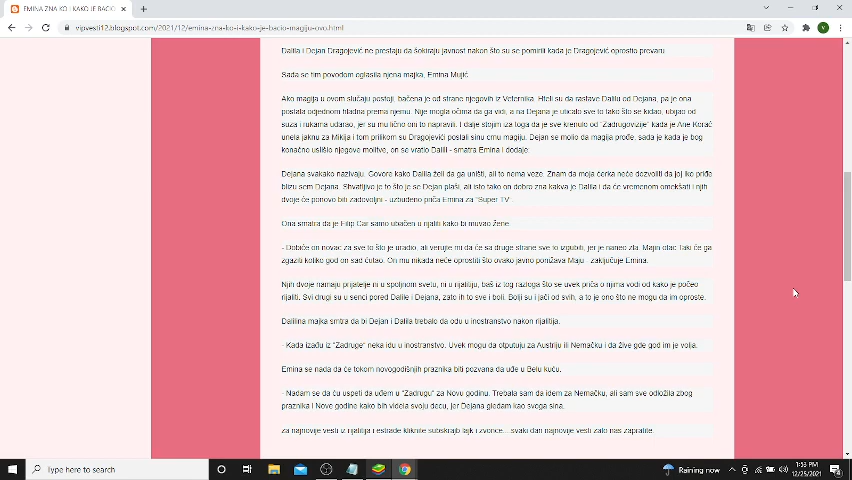 EMINA ZNA KO I KAKO JE BACIO
vipvesti12.blogspot.com/2021/12/emina-zna-ko-i-kako-je-bacio-magiju-ovo.html
Dalila i Dejan Dragojević ne prestaju da šokiraju javnost nakon što su se pomirili kada je Dragojević oprostio prevaru.
Sada se tim povodom oglasila njena majka, Emina Mujić
Ako magija u ovom slučaju postoji, bačena je od strane njegovih iz Veternika. Hteli su da rastave Dalilu od Dejana, pa je ona
postala odjednom hladna prema njemu. Nije mogla očima da ga vidi, a na Dejana je uticalo sve to tako što se kidao, ubijao od
suza i rukama udarao, jer su mu lično oni to napravili. I dalje stojim iza toga da je sve krenulo od "Zadrugovizije" kada je Ane Korać
unela jaknu za Mikija i tom prilikom su Dragojevići poslali sinu crnu magiju. Dejan se molio da magija prođe, sada je kada je bog
konačno uslišio njegove molitve, on se vratio Dalili - smatra Emina i dodaje:
Dejana svakako nazivaju. Govore kako Dalila želi da ga uništi, ali to nema veze. Znam da moja ćerka neće dozvoliti da joj iko priđe
blizu sem Dejana. Shvatljivo je to što je se Dejan plaši, ali isto tako on dobro zna kakva je Dalila i da će vremenom omekšati i njih
dvoje će ponovo biti zadovoljni - uzbuđeno priča Emina za "Super TV".
Ona smatra da je Filip Car samo ubačen u rijaliti kako bi muvao žene.
- Dobiće on novac za sve to što je uradio, ali verujte mi da će sa druge strane sve to izgubiti, jer je naneo zla. Majin otac Taki će ga
zgaziti koliko god on sad ćutao. On mu nikada neće oprostiti što ovako javno ponižava Maju - zaključuje Emina.
Njih dvoje namaju prijatelje ni u spoljnom svetu, ni u rijalitiju, baš iz tog razloga što se uvek priča o njima vodi od kako je počeo
rijaliti. Svi drugi su u senci pored Dalile i Dejana, zato ih to sve i boli. Bolji su i jači od svih, a to je ono što ne mogu da im oproste.
Dalilina majka smtra da bi Dejan i Dalila trebalo da odu u inostranstvo nakon rijalitija.
- Kada izađu iz "Zadruge" neka idu u inostranstvo. Uvek mogu da otputuju za Austriju ili Nemačku i da žive gde god im je volja.
Emina se nada da će tokom novogodišnjih praznika biti pozvana da uđe u Belu kuću.
- Nadam se da ću uspeti da uđem u "Zadrugu" za Novu godinu. Trebala sam da idem za Nemačku, ali sam sve odložila zbog
praznika i Nove godine kako bih videla svoju decu, jer Dejana gledam kao svoga sina.
za najnovije vesti iz rijalitija i estrade kliknite subskrajb lajk i zvonce....svaki dan najnovije vesti zato nas zapratite.
Type here to search
Raining now
1:33 PM
12/25/2021